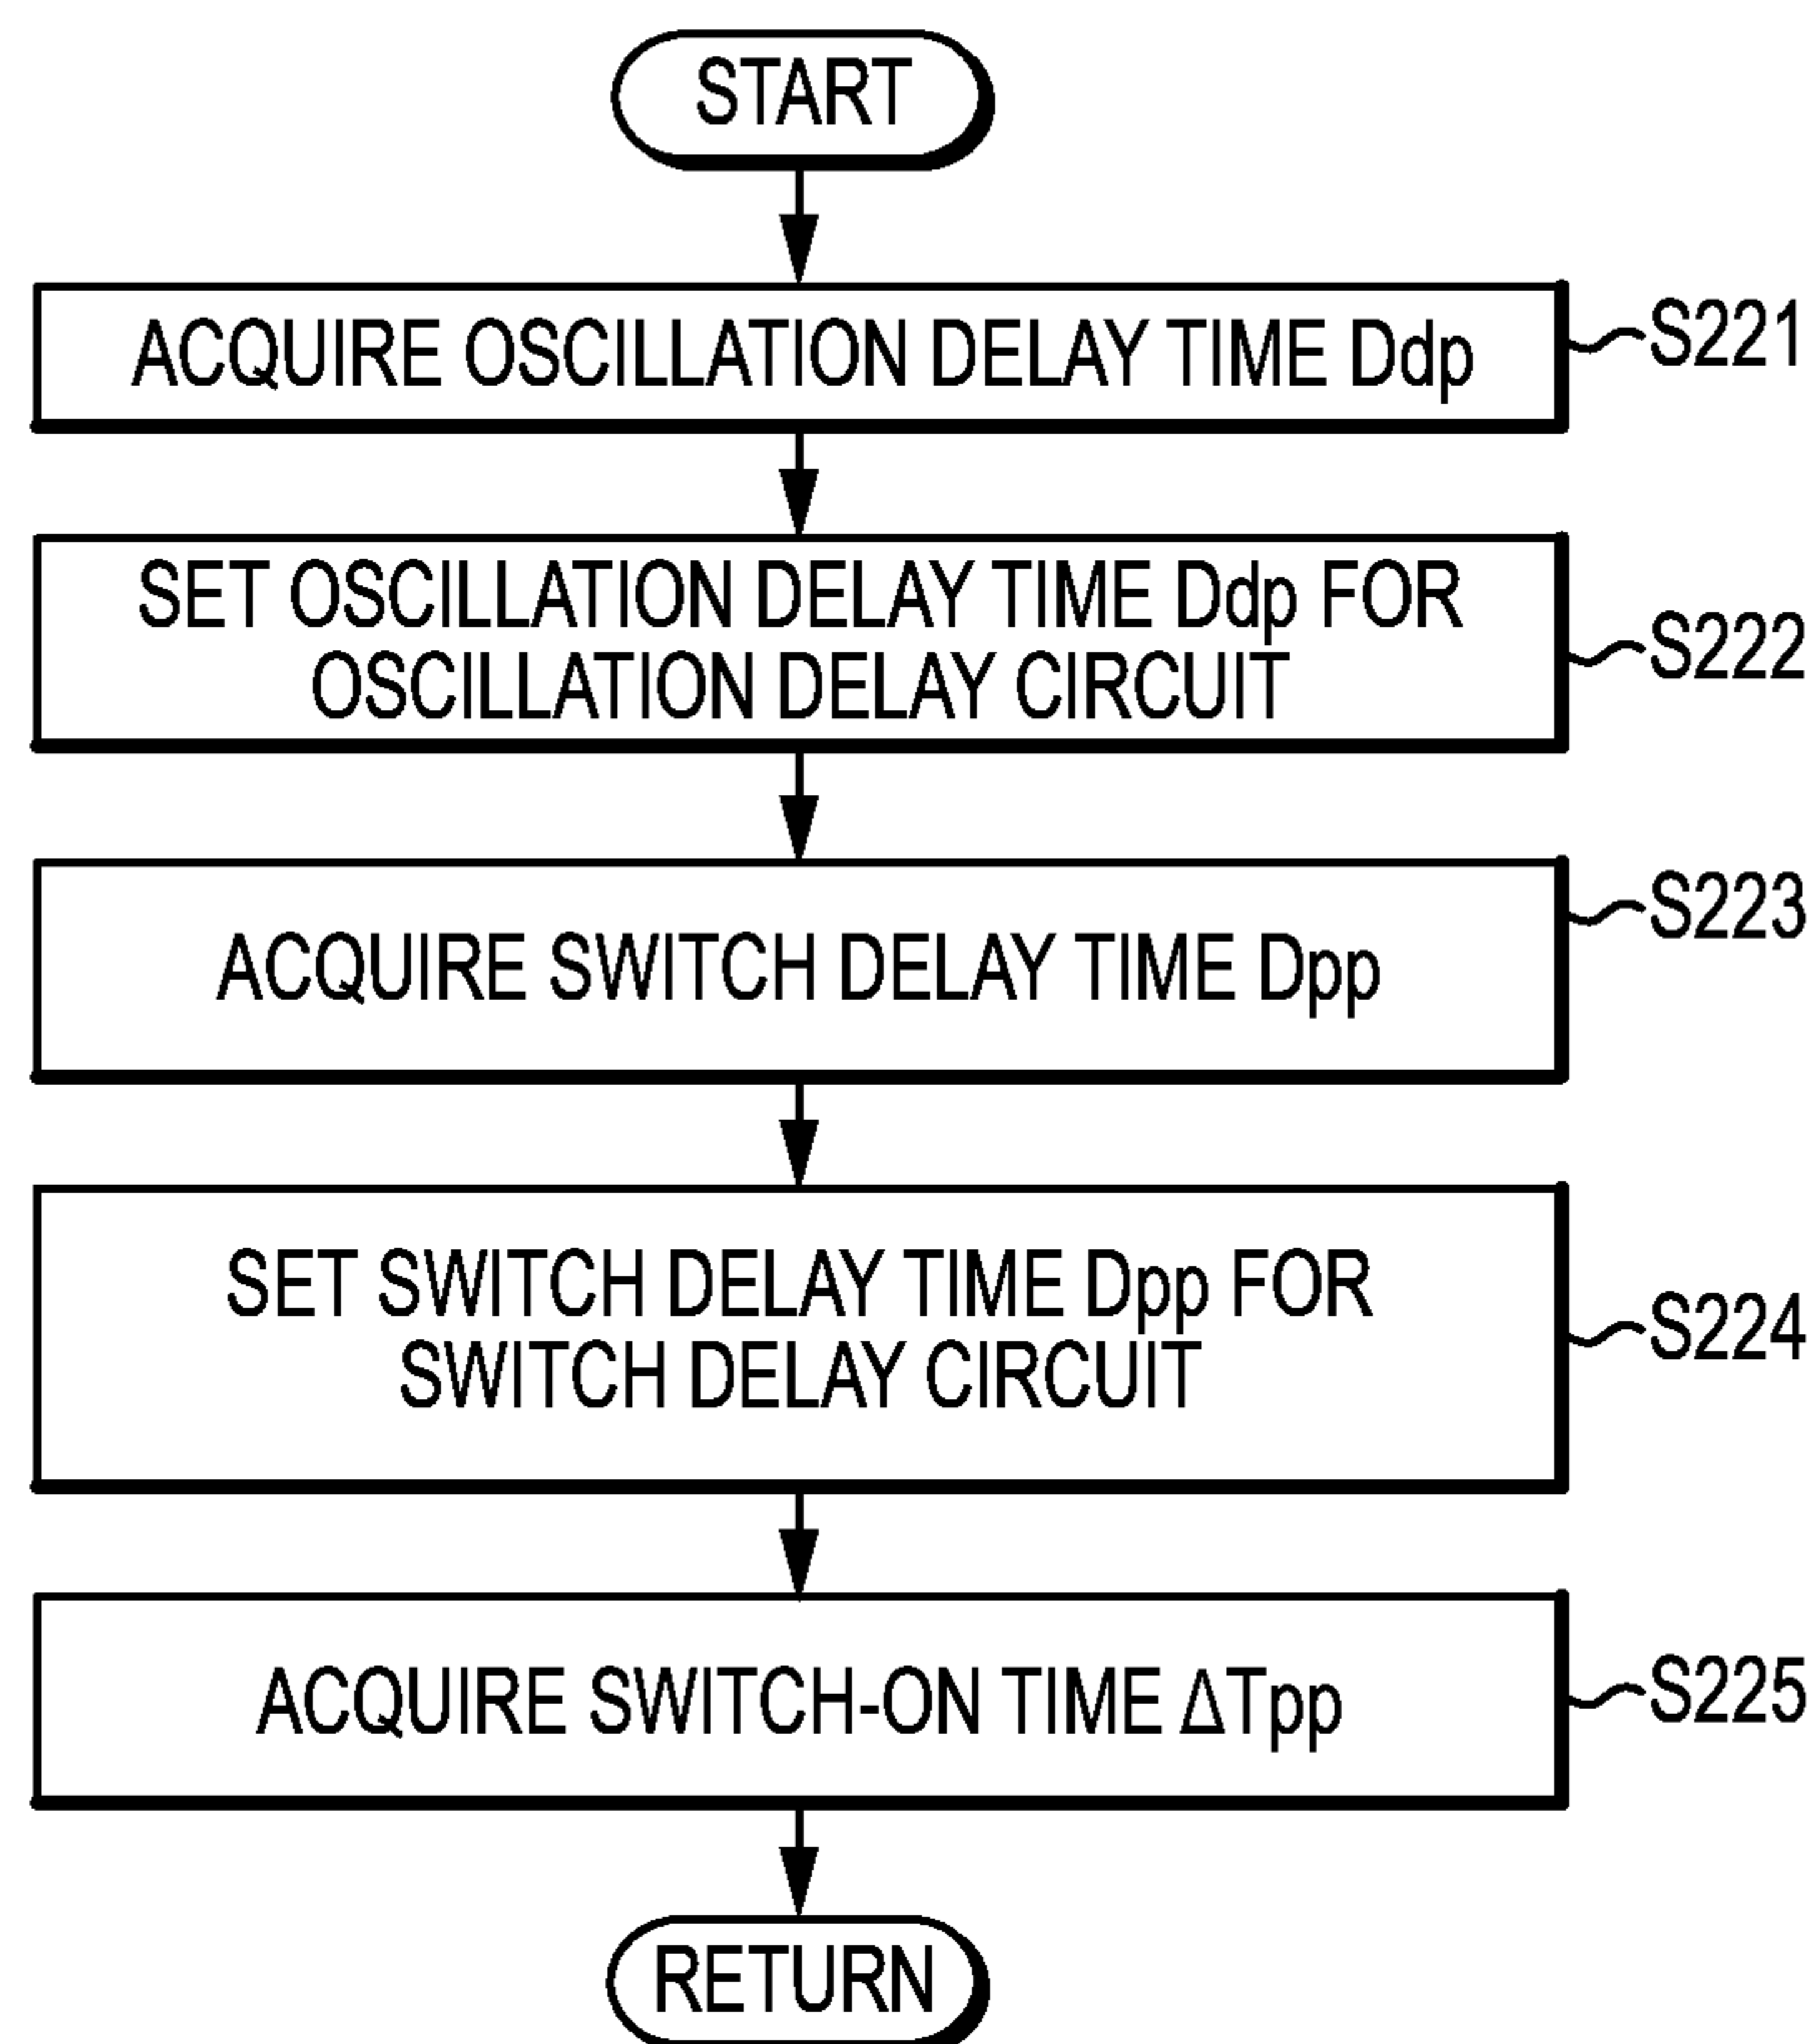 START
ACQUIRE OSCILLATION DELAY TIME Ddp
S221
SET OSCILLATION DELAY TIME Ddp FOR
OSCILLATION DELAY CIRCUIT
S222
ACQUIRE SWITCH DELAY TIME Dpp
S223
SET SWITCH DELAY TIME Dpp FOR
SWITCH DELAY CIRCUIT
S224
ACQUIRE SWITCH-ON TIME ΔTpp
S225
RETURN